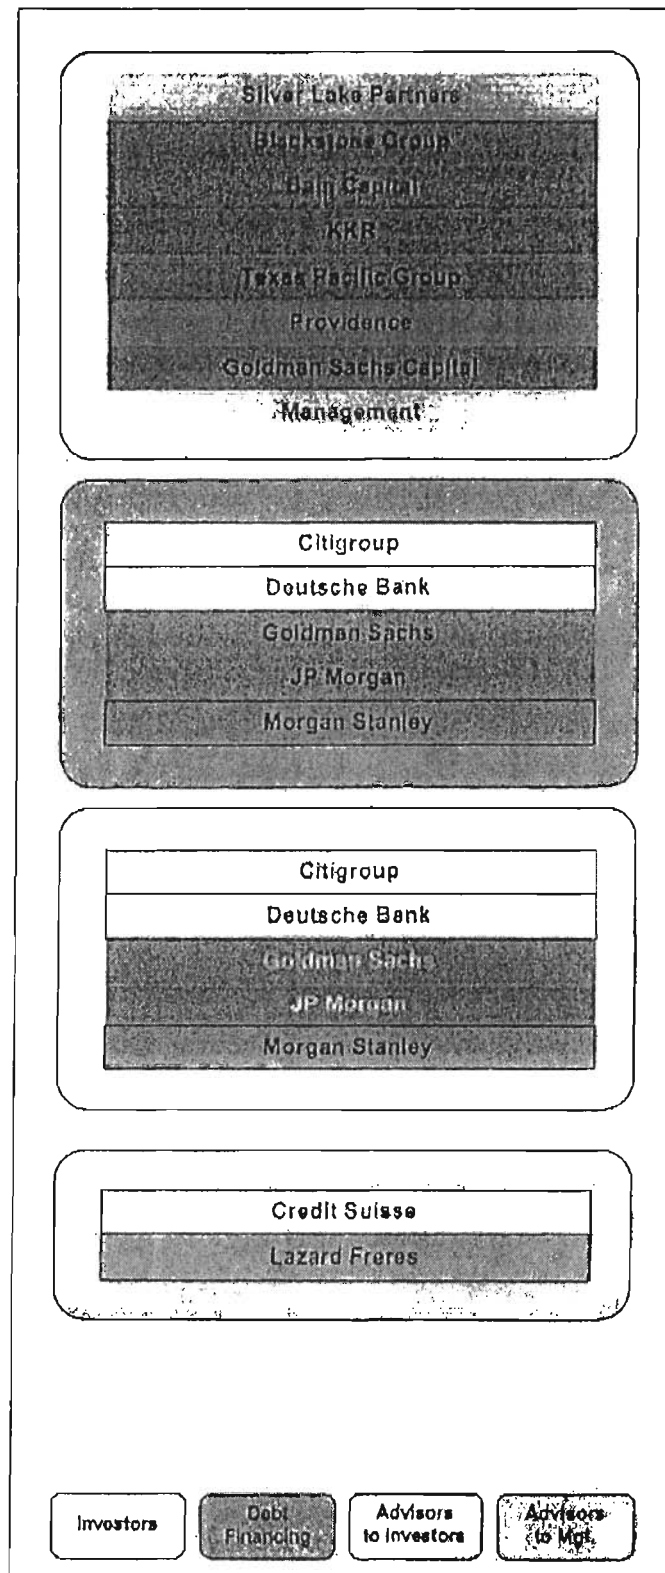 Silver Lake Partners
Blackstone Group
Bain Capital
KKR
Texas Pacific Group
Providence
Goldman Sachs Capital
Management
Citigroup
Deutsche Bank
Goldman Sachs
JP Morgan
Morgan Stanley
Citigroup
Deutsche Bank
Goldman Sachs
JP Morgan
Morgan Stanley
Credit Suisse
Lazard Freres
Investors
Debt
Financing
Advisors
to Investors
Advisors
to Mgt.